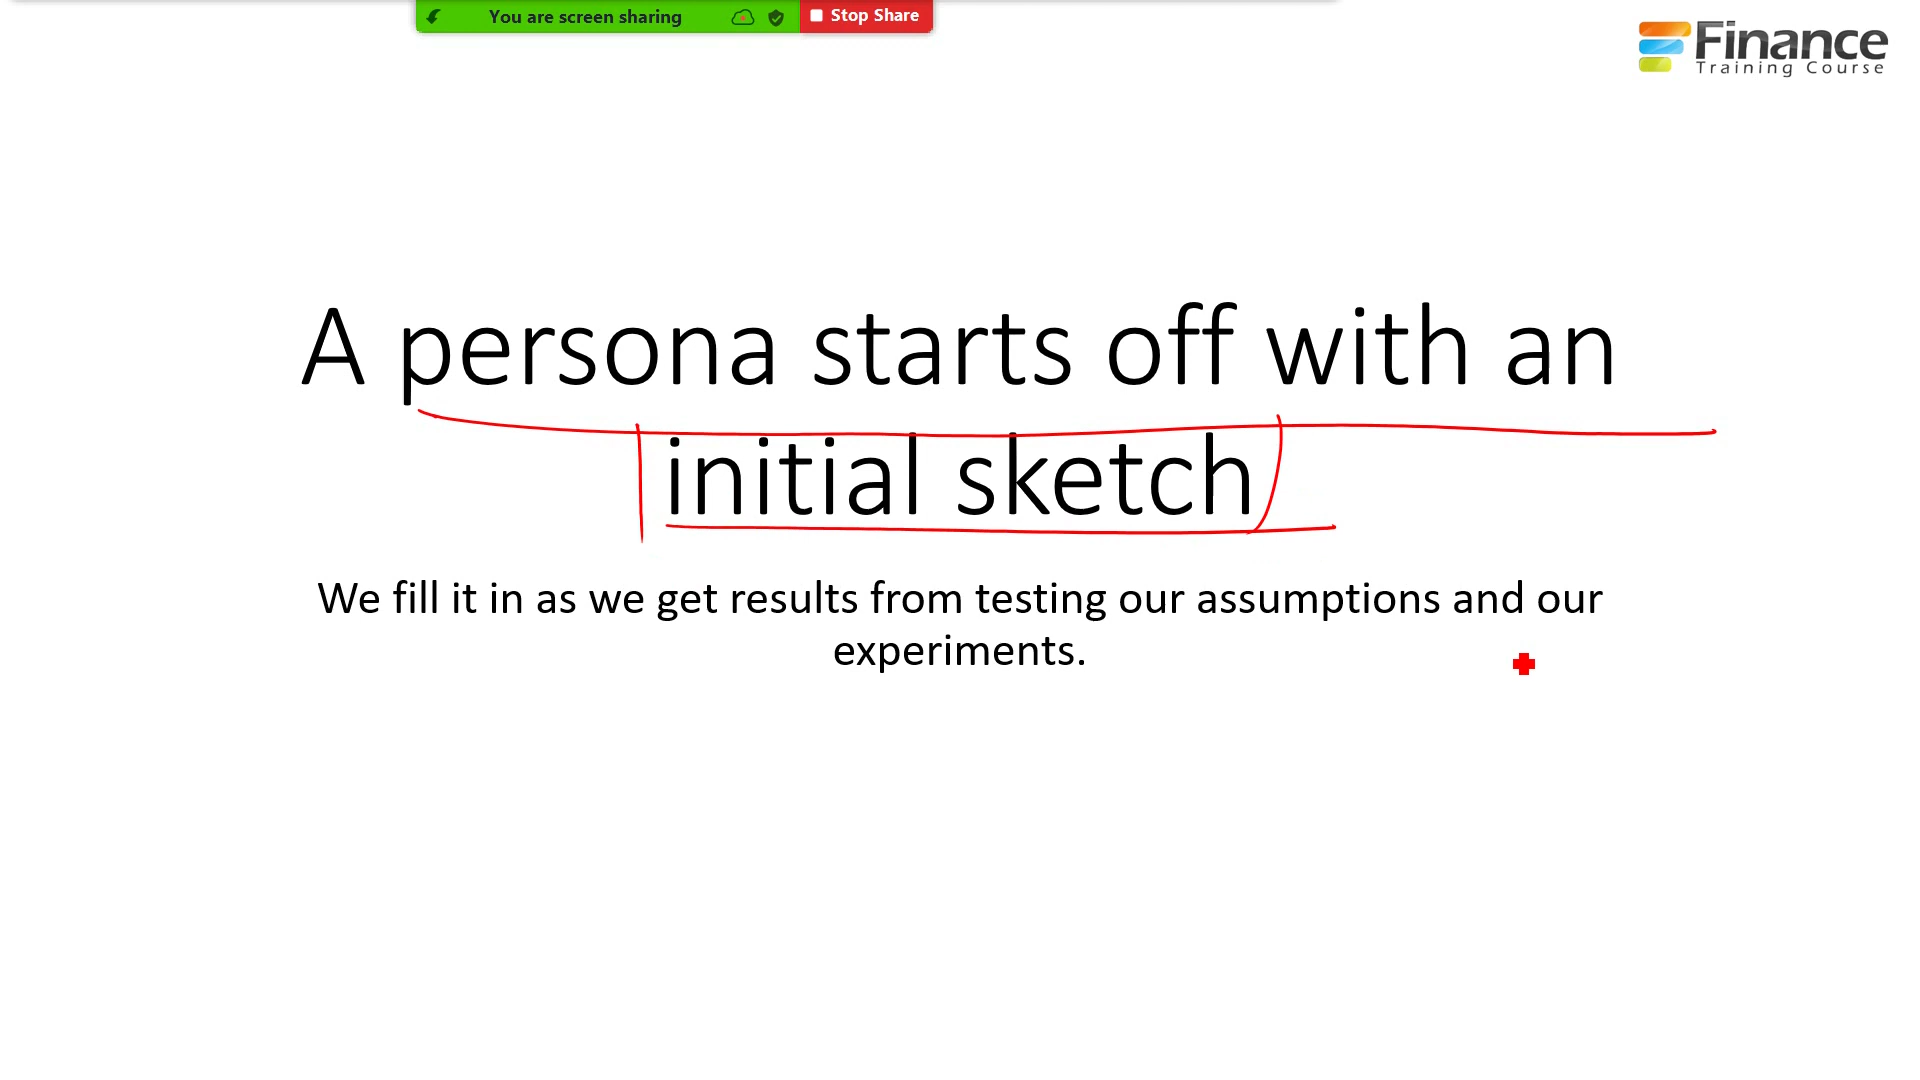 You are screen sharing
Stop Share
Finance
Training Course
A persona starts off with an
initial sketch
We fill it in as we get results from testing our assumptions and our
experiments.